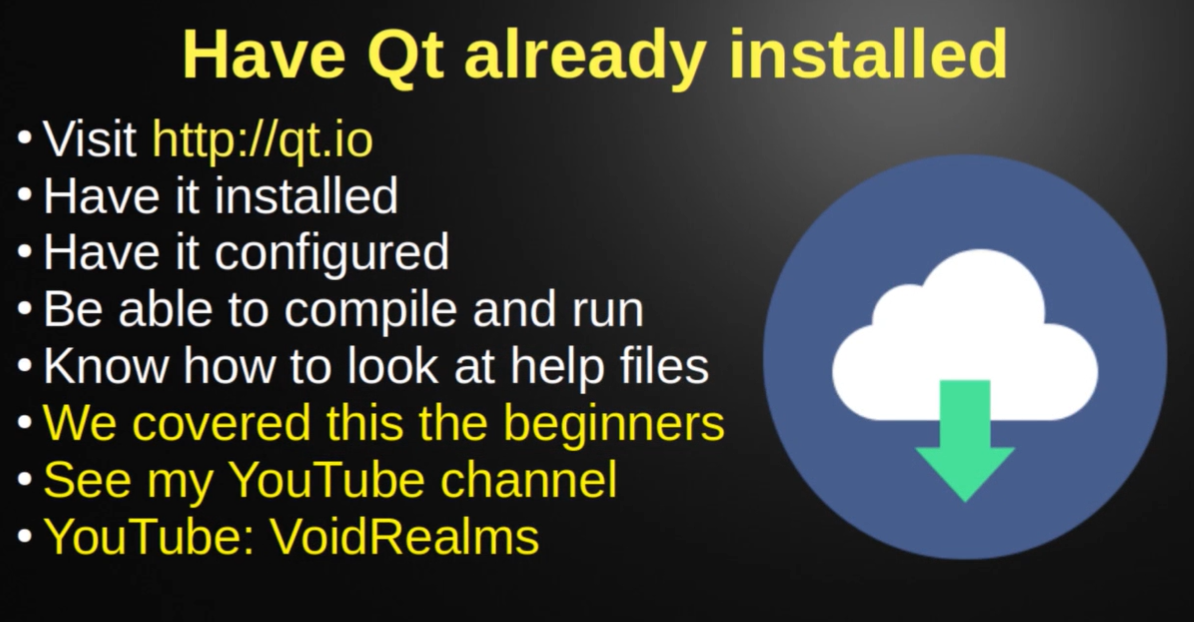 Have Qt already installed
• Visit http://qt.io
• Have it installed
• Have it configured
• Be able to compile and run
• Know how to look at help files
• We covered this the beginners
• See my YouTube channel
• YouTube: VoidRealms